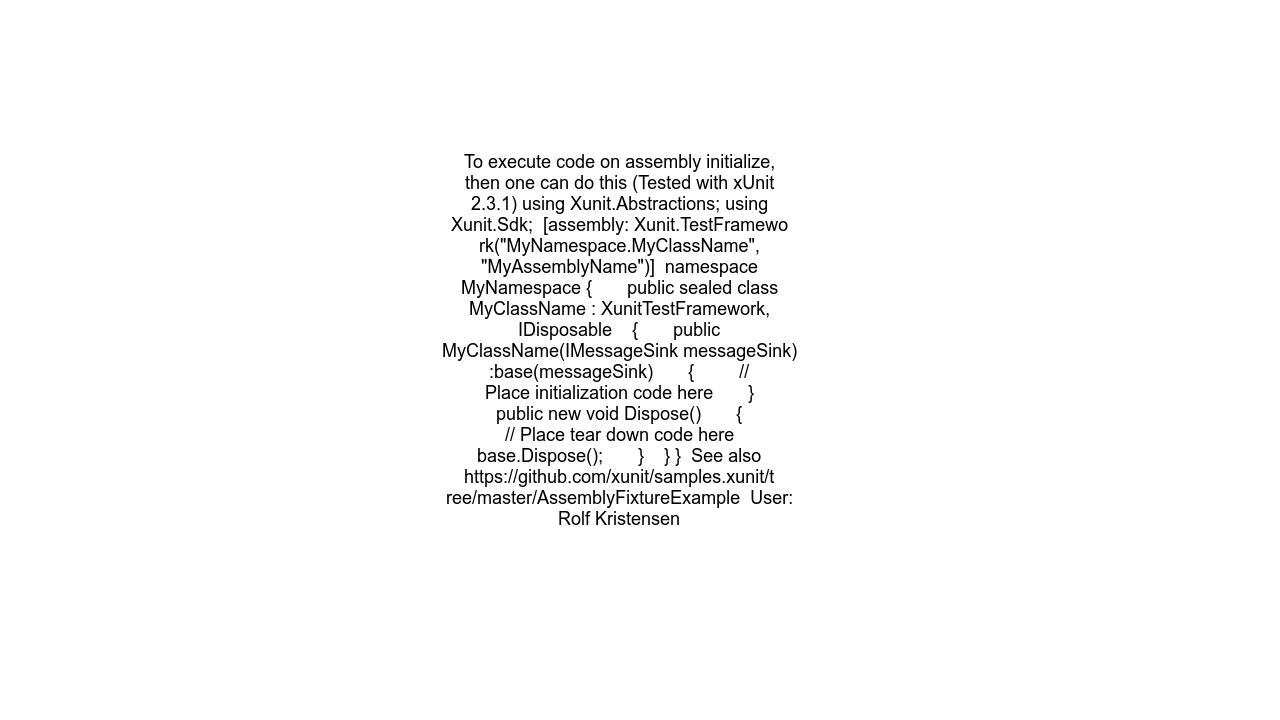 To execute code on assembly initialize,
then one can do this (Tested with xUnit
2.3.1) using Xunit.Abstractions; using
Xunit.Sdk;  [assembly: Xunit.TestFramewo
rk("MyNamespace.MyClassName",
"MyAssemblyName")]  namespace
MyNamespace {       public sealed class
MyClassName : XunitTestFramework,
IDisposable    {       public
MyClassName(IMessageSink messageSink)
:base(messageSink)       {         //
Place initialization code here       }
public new void Dispose()       {
// Place tear down code here
base.Dispose();       }    } }  See also
https://github.com/xunit/samples.xunit/t
ree/master/AssemblyFixtureExample  User:
Rolf Kristensen